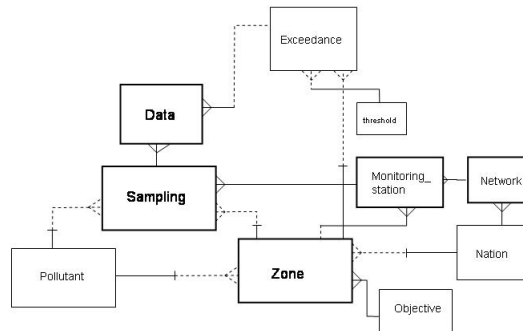 Exceedance
Data
threshold
Monitoring_
station
Network
Sampling
Pollutant
Zone
Nation
Objective